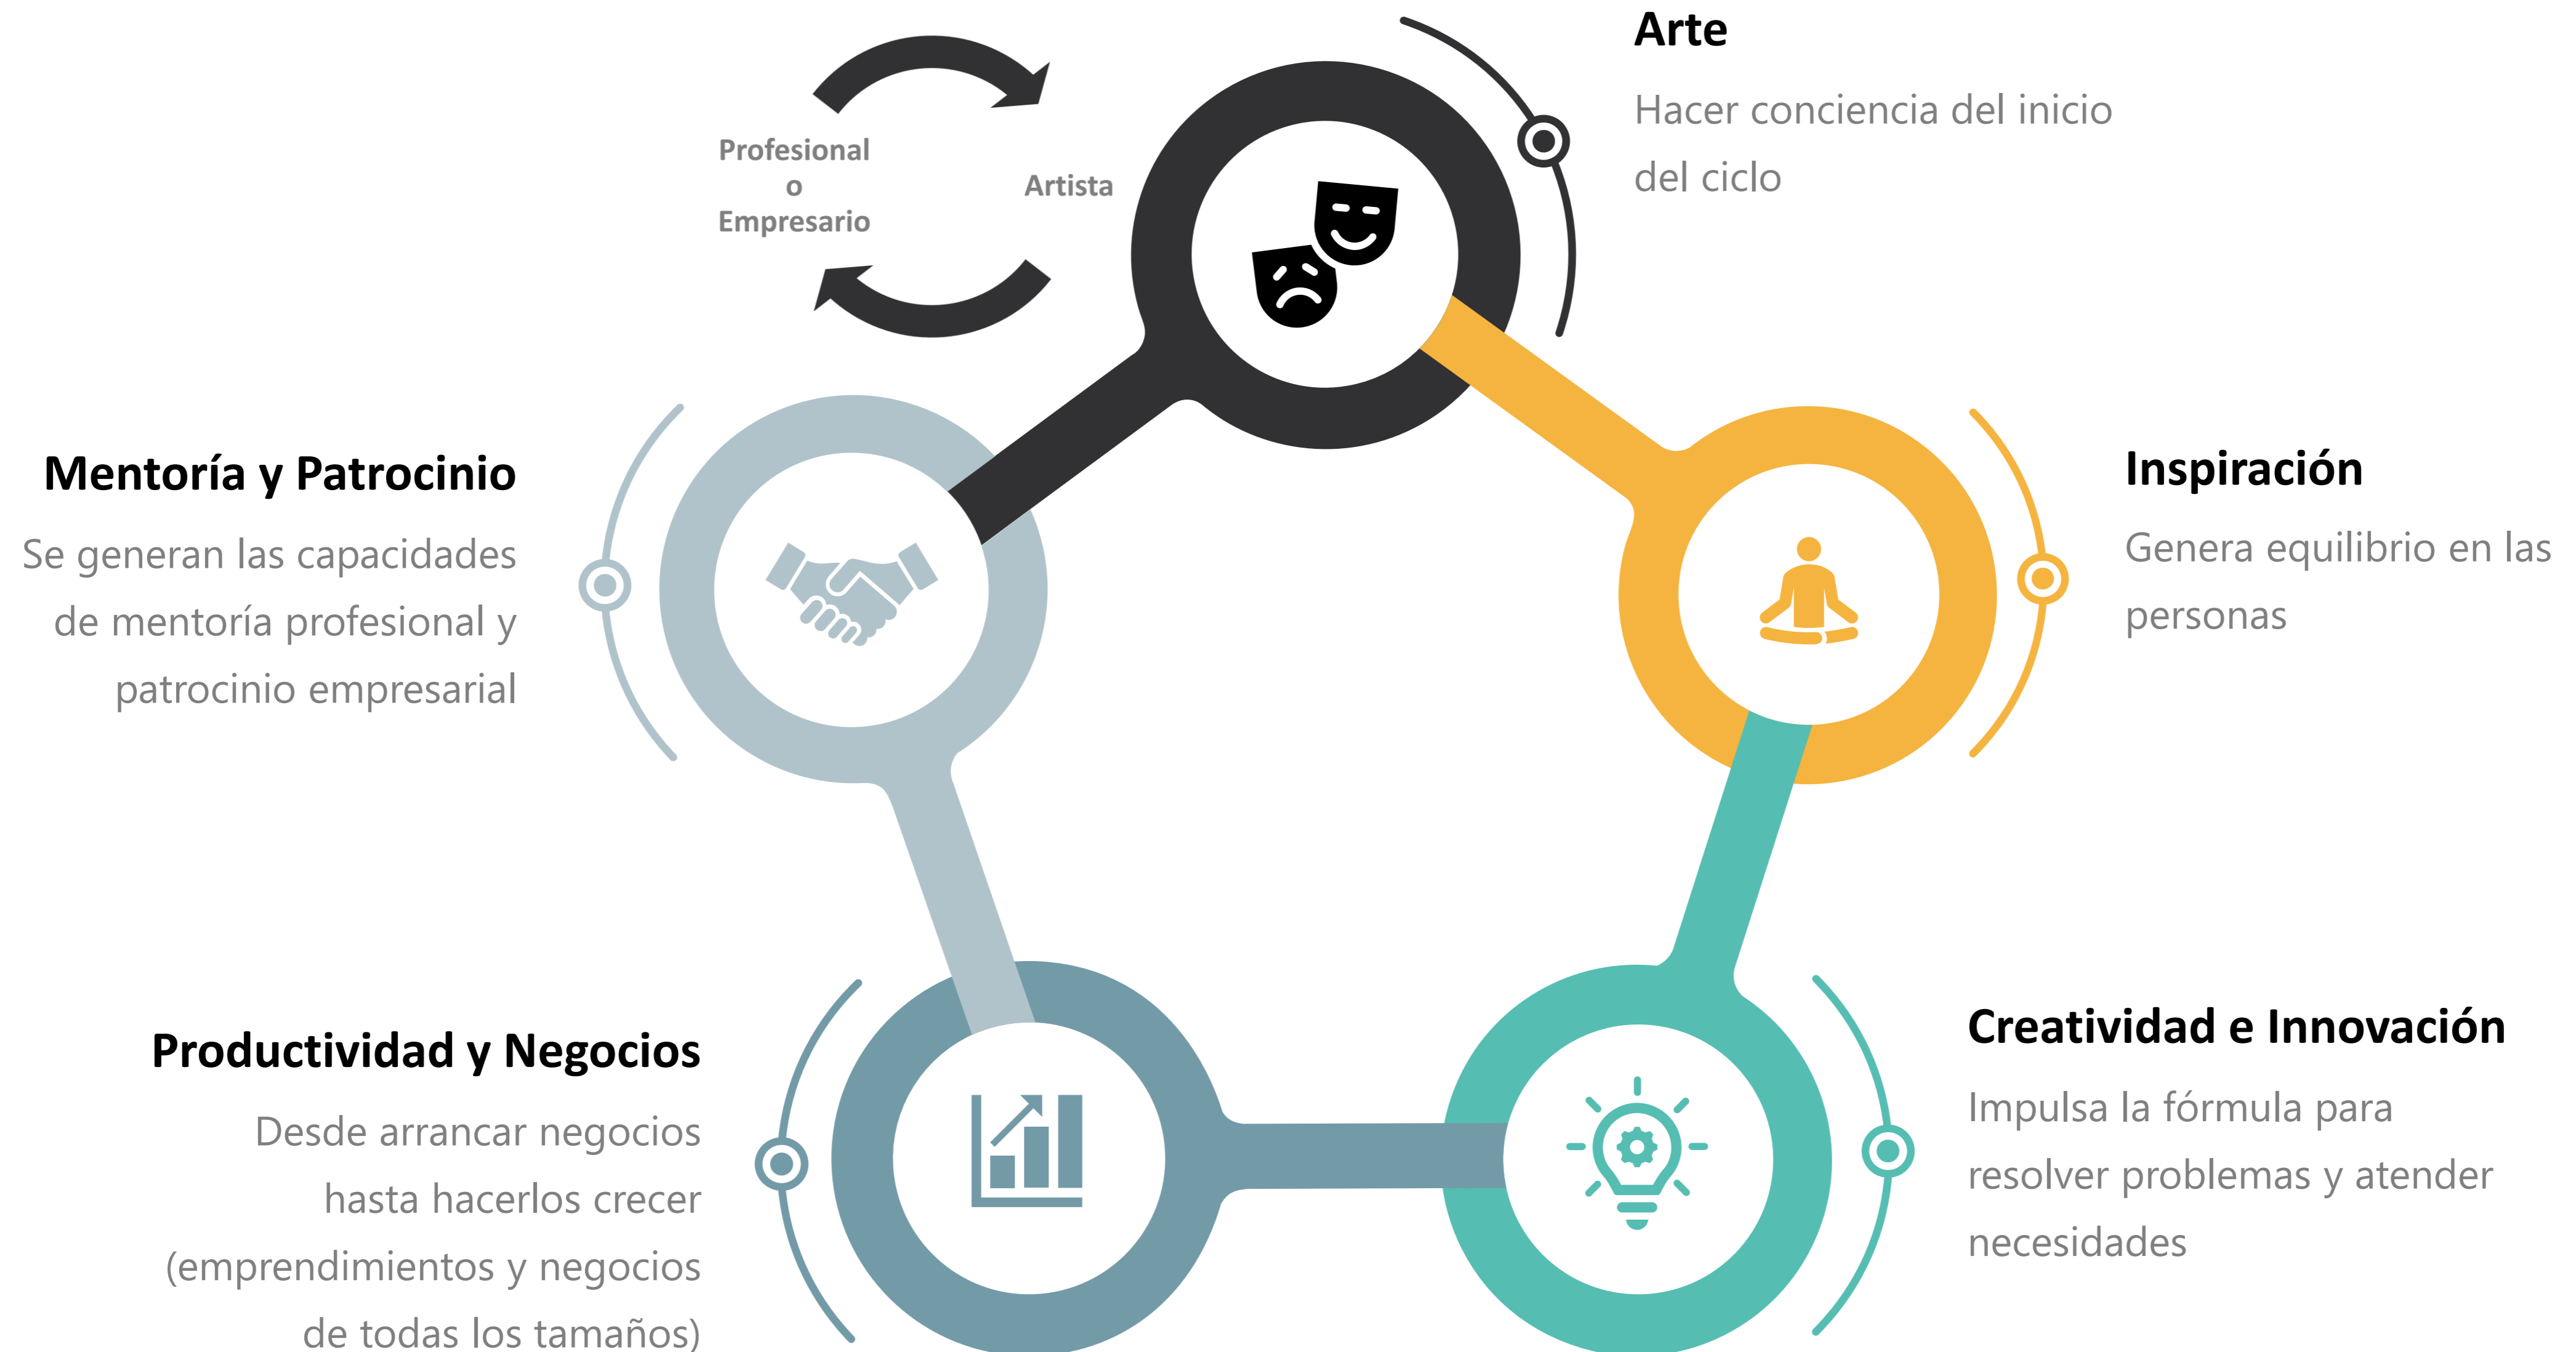 Arte
Hacer conciencia del inicio
del ciclo
Profesional
o
Empresario
Artista
Inspiración
Genera equilibrio en las
personas
Creatividad e Innovación
Impulsa la fórmula para
resolver problemas y atender
necesidades
Productividad y Negocios
Desde arrancar negocios
hasta hacerlos crecer
(emprendimientos y negocios
de todas los tamaños)
Mentoría y Patrocinio
Se generan las capacidades
de mentoría profesional y
patrocinio empresarial